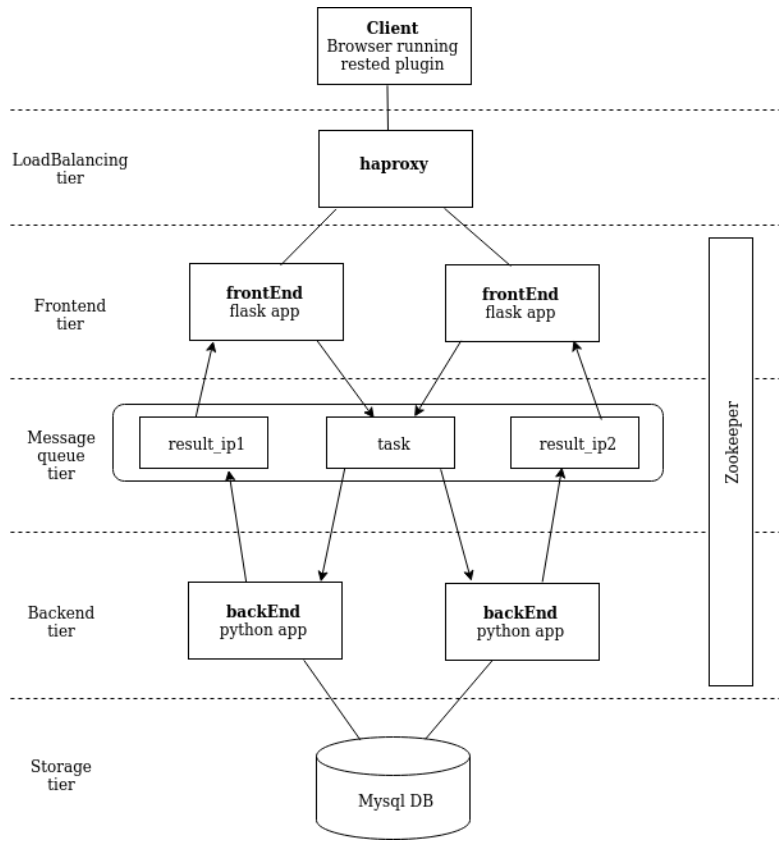 Client
Browser running
rested plugin
LoadBalancing
tier
haproxy
Frontend
tier
frontEnd
flask app
frontEnd
flask app
Message
queue
tier
result_ip1
task
result_ip2
Zookeeper
Backend
tier
backEnd
python app
backEnd
python app
Storage
tier
Mysql DB